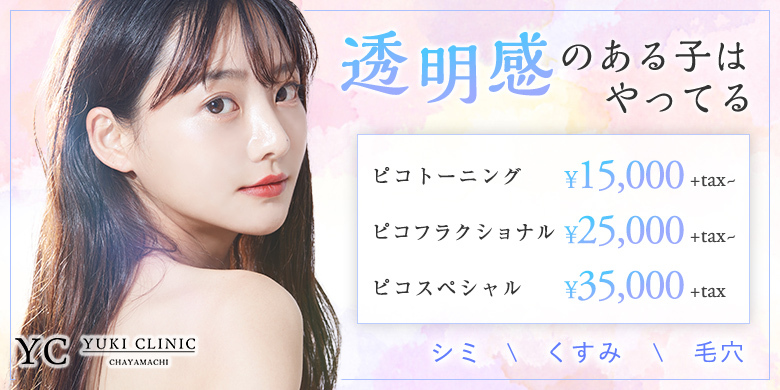 透明感のある子は
やってる
ピコトーニング ¥15,000 +tax~
ピコフラクショナル ¥25,000 +tax~
ピコスペシャル ¥35,000 +tax
シミ \ くすみ \ 毛穴
YC YUKI CLINIC
CHAYAMACHI